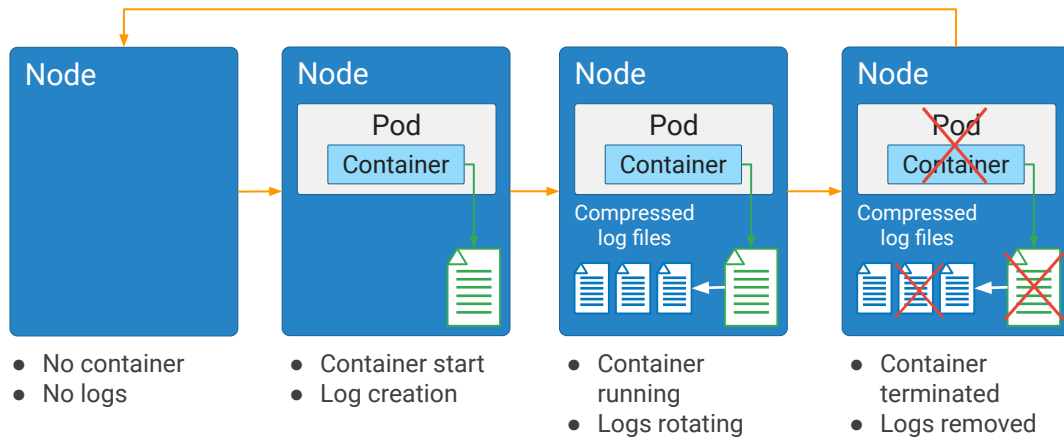 Node
● No container
● No logs
Node
Pod
Container
● Container start
● Log creation
Node
Pod
Container
Compressed
log files
● Container
running
● Logs rotating
Node
Pod
Container
Compressed
log files
● Container
terminated
● Logs removed